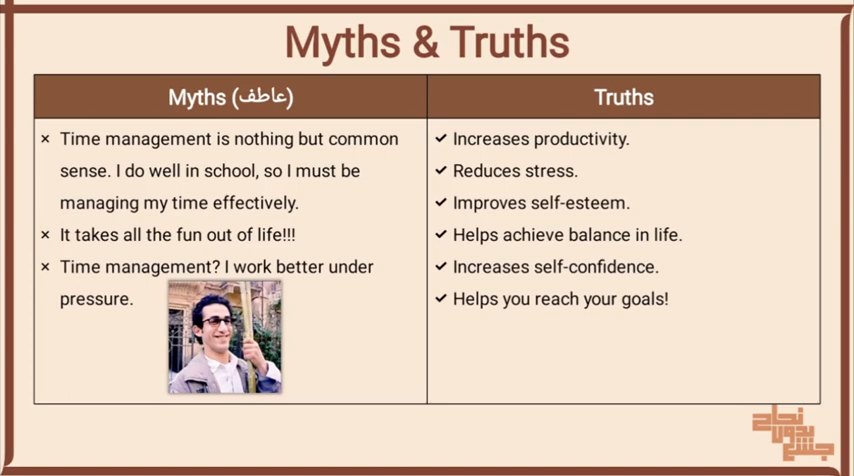 Myths & Truths
Myths (عاطف)
Truths
× Time management is nothing but common
sense. I do well in school, so I must be
managing my time effectively.
× It takes all the fun out of life!!!
× Time management? I work better under
pressure.
✓ Increases productivity.
✓ Reduces stress.
✓ Improves self-esteem.
✓ Helps achieve balance in life.
✓ Increases self-confidence.
✓ Helps you reach your goals!
نجاح
بدون
جشع